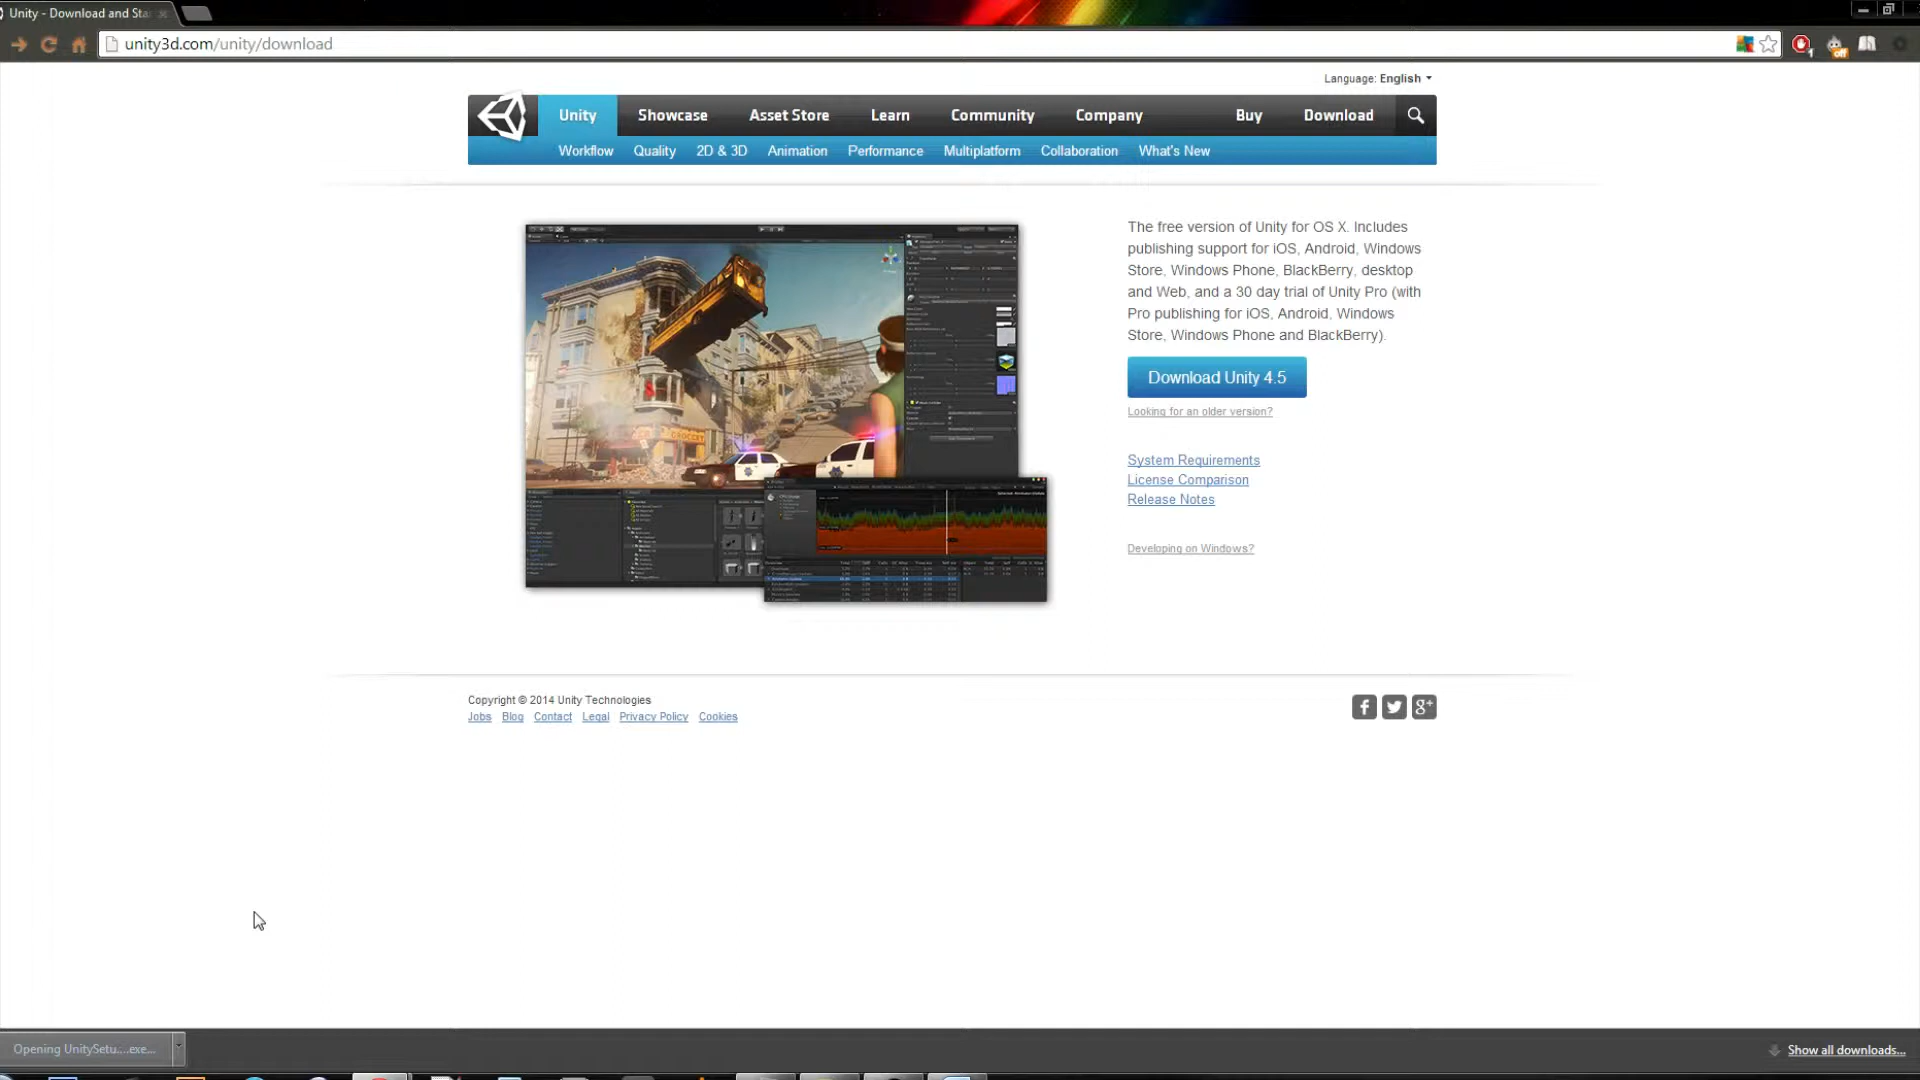 Unity - Download and Sta
unity3d.com/unity/download
Language: English
Unity Showcase Asset Store Learn Community Company Buy Download
Workflow Quality 2D & 3D Animation Performance Multiplatform Collaboration What's New
The free version of Unity for OS X. Includes
publishing support for iOS, Android, Windows
Store, Windows Phone, BlackBerry, desktop
and Web, and a 30 day trial of Unity Pro (with
Pro publishing for iOS, Android, Windows
Store, Windows Phone and BlackBerry).
Download Unity 4.5
Looking for an older version?
System Requirements
License Comparison
Release Notes
Developing on Windows?
Copyright © 2014 Unity Technologies
Jobs Blog Contact Legal Privacy Policy Cookies
Opening UnitySetu....exe...
Show all downloads...